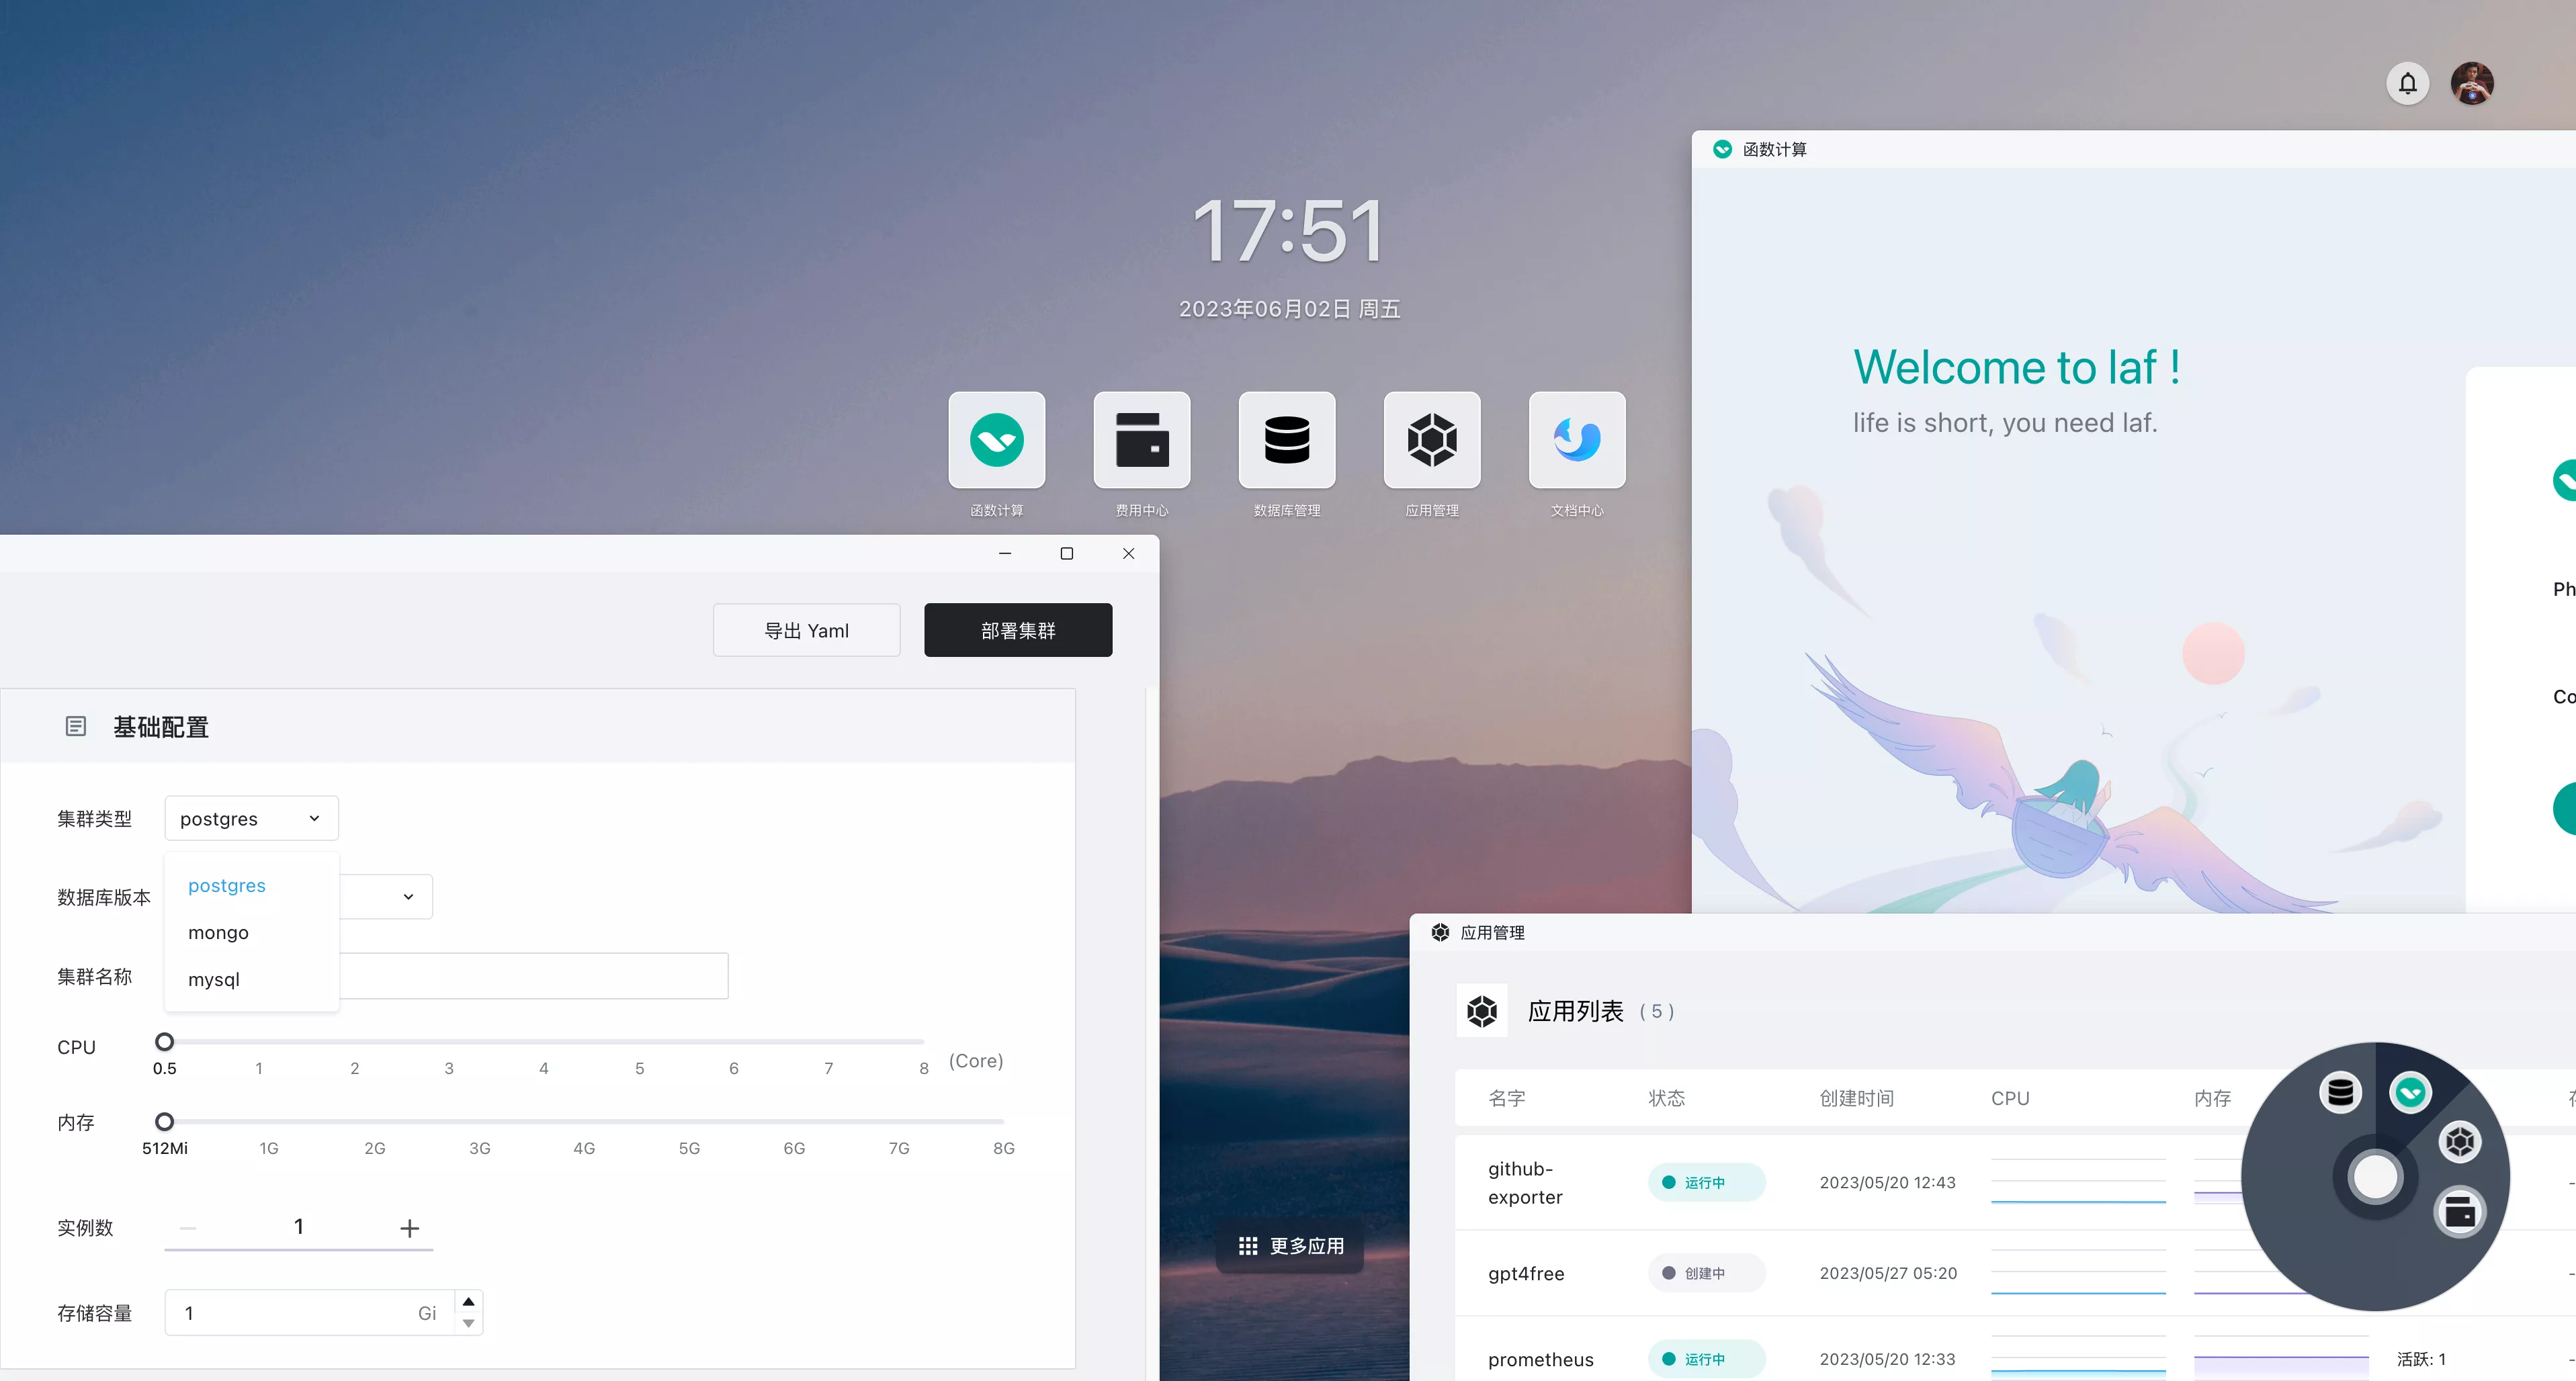 函数计算
17:51
2023年06月02日 周五
函数计算
费用中心
数据库管理
应用管理
文档中心
Welcome to laf !
life is short, you need laf.
导出 Yaml
部署集群
基础配置
集群类型
postgres
postgres
mongo
mysql
数据库版本
集群名称
CPU
0.5 1 2 3 4 5 6 7 8 (Core)
内存
512Mi 1G 2G 3G 4G 5G 6G 7G 8G
实例数
1
存储容量
1 Gi
更多应用
Ph
Co
应用管理
应用列表 ( 5 )
名字 状态 创建时间 CPU 内存
github-
exporter
运行中 2023/05/20 12:43
gpt4free 创建中 2023/05/27 05:20
prometheus 运行中 2023/05/20 12:33 活跃: 1